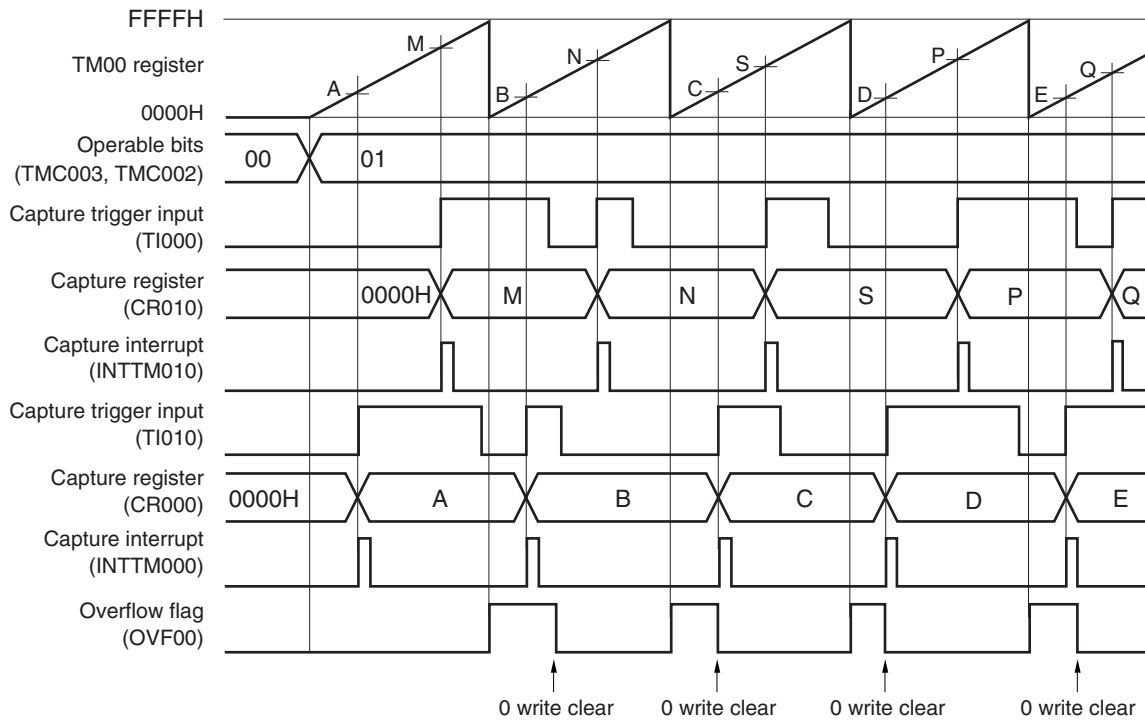 FFFFH
TM00 register
0000H
A M B N C S D P E Q
Operable bits
(TMC003, TMC002)
00 01
Capture trigger input
(TI000)
Capture register
(CR010)
0000H M N S P Q
Capture interrupt
(INTTM010)
Capture trigger input
(TI010)
Capture register
(CR000)
0000H A B C D E
Capture interrupt
(INTTM000)
Overflow flag
(OVF00)
0 write clear 0 write clear 0 write clear 0 write clear